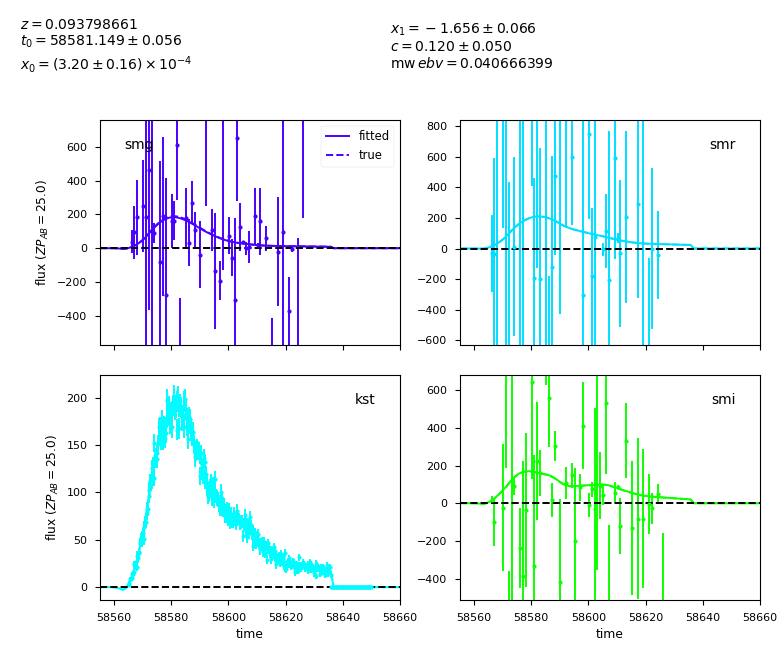 z = 0.093798661
t₀ = 58581.149 ± 0.056
x₀ = (3.20 ± 0.16) × 10⁻⁴
x₁ = −1.656 ± 0.066
c = 0.120 ± 0.050
mwebv = 0.040666399
smg
fitted
true
600
400
200
0
−200
−400
flux (ZP_AB = 25.0)
smr
800
600
400
200
0
−200
−400
−600
kst
200
150
100
50
0
flux (ZP_AB = 25.0)
58560 58580 58600 58620 58640 58660
time
smi
600
400
200
0
−200
−400
58560 58580 58600 58620 58640 58660
time